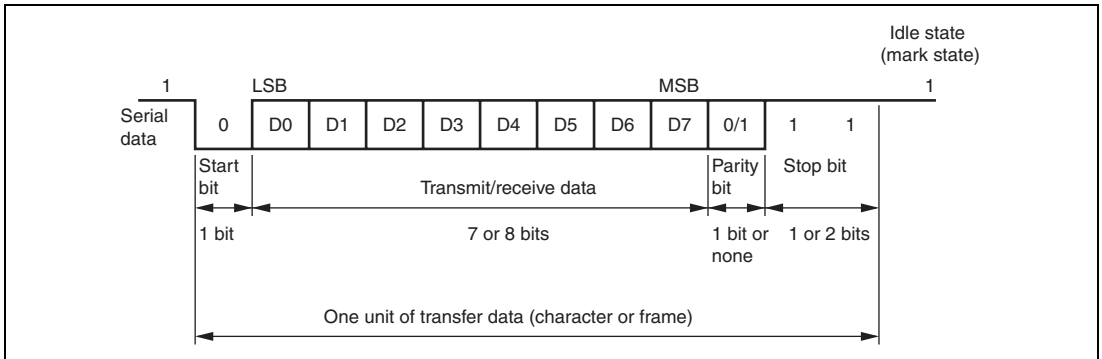 Idle state
(mark state)
1 LSB MSB 1
Serial
data
0 D0 D1 D2 D3 D4 D5 D6 D7 0/1 1 1
Start
bit
Transmit/receive data
Parity
bit
Stop bit
1 bit
7 or 8 bits
1 bit or
none
1 or 2 bits
One unit of transfer data (character or frame)